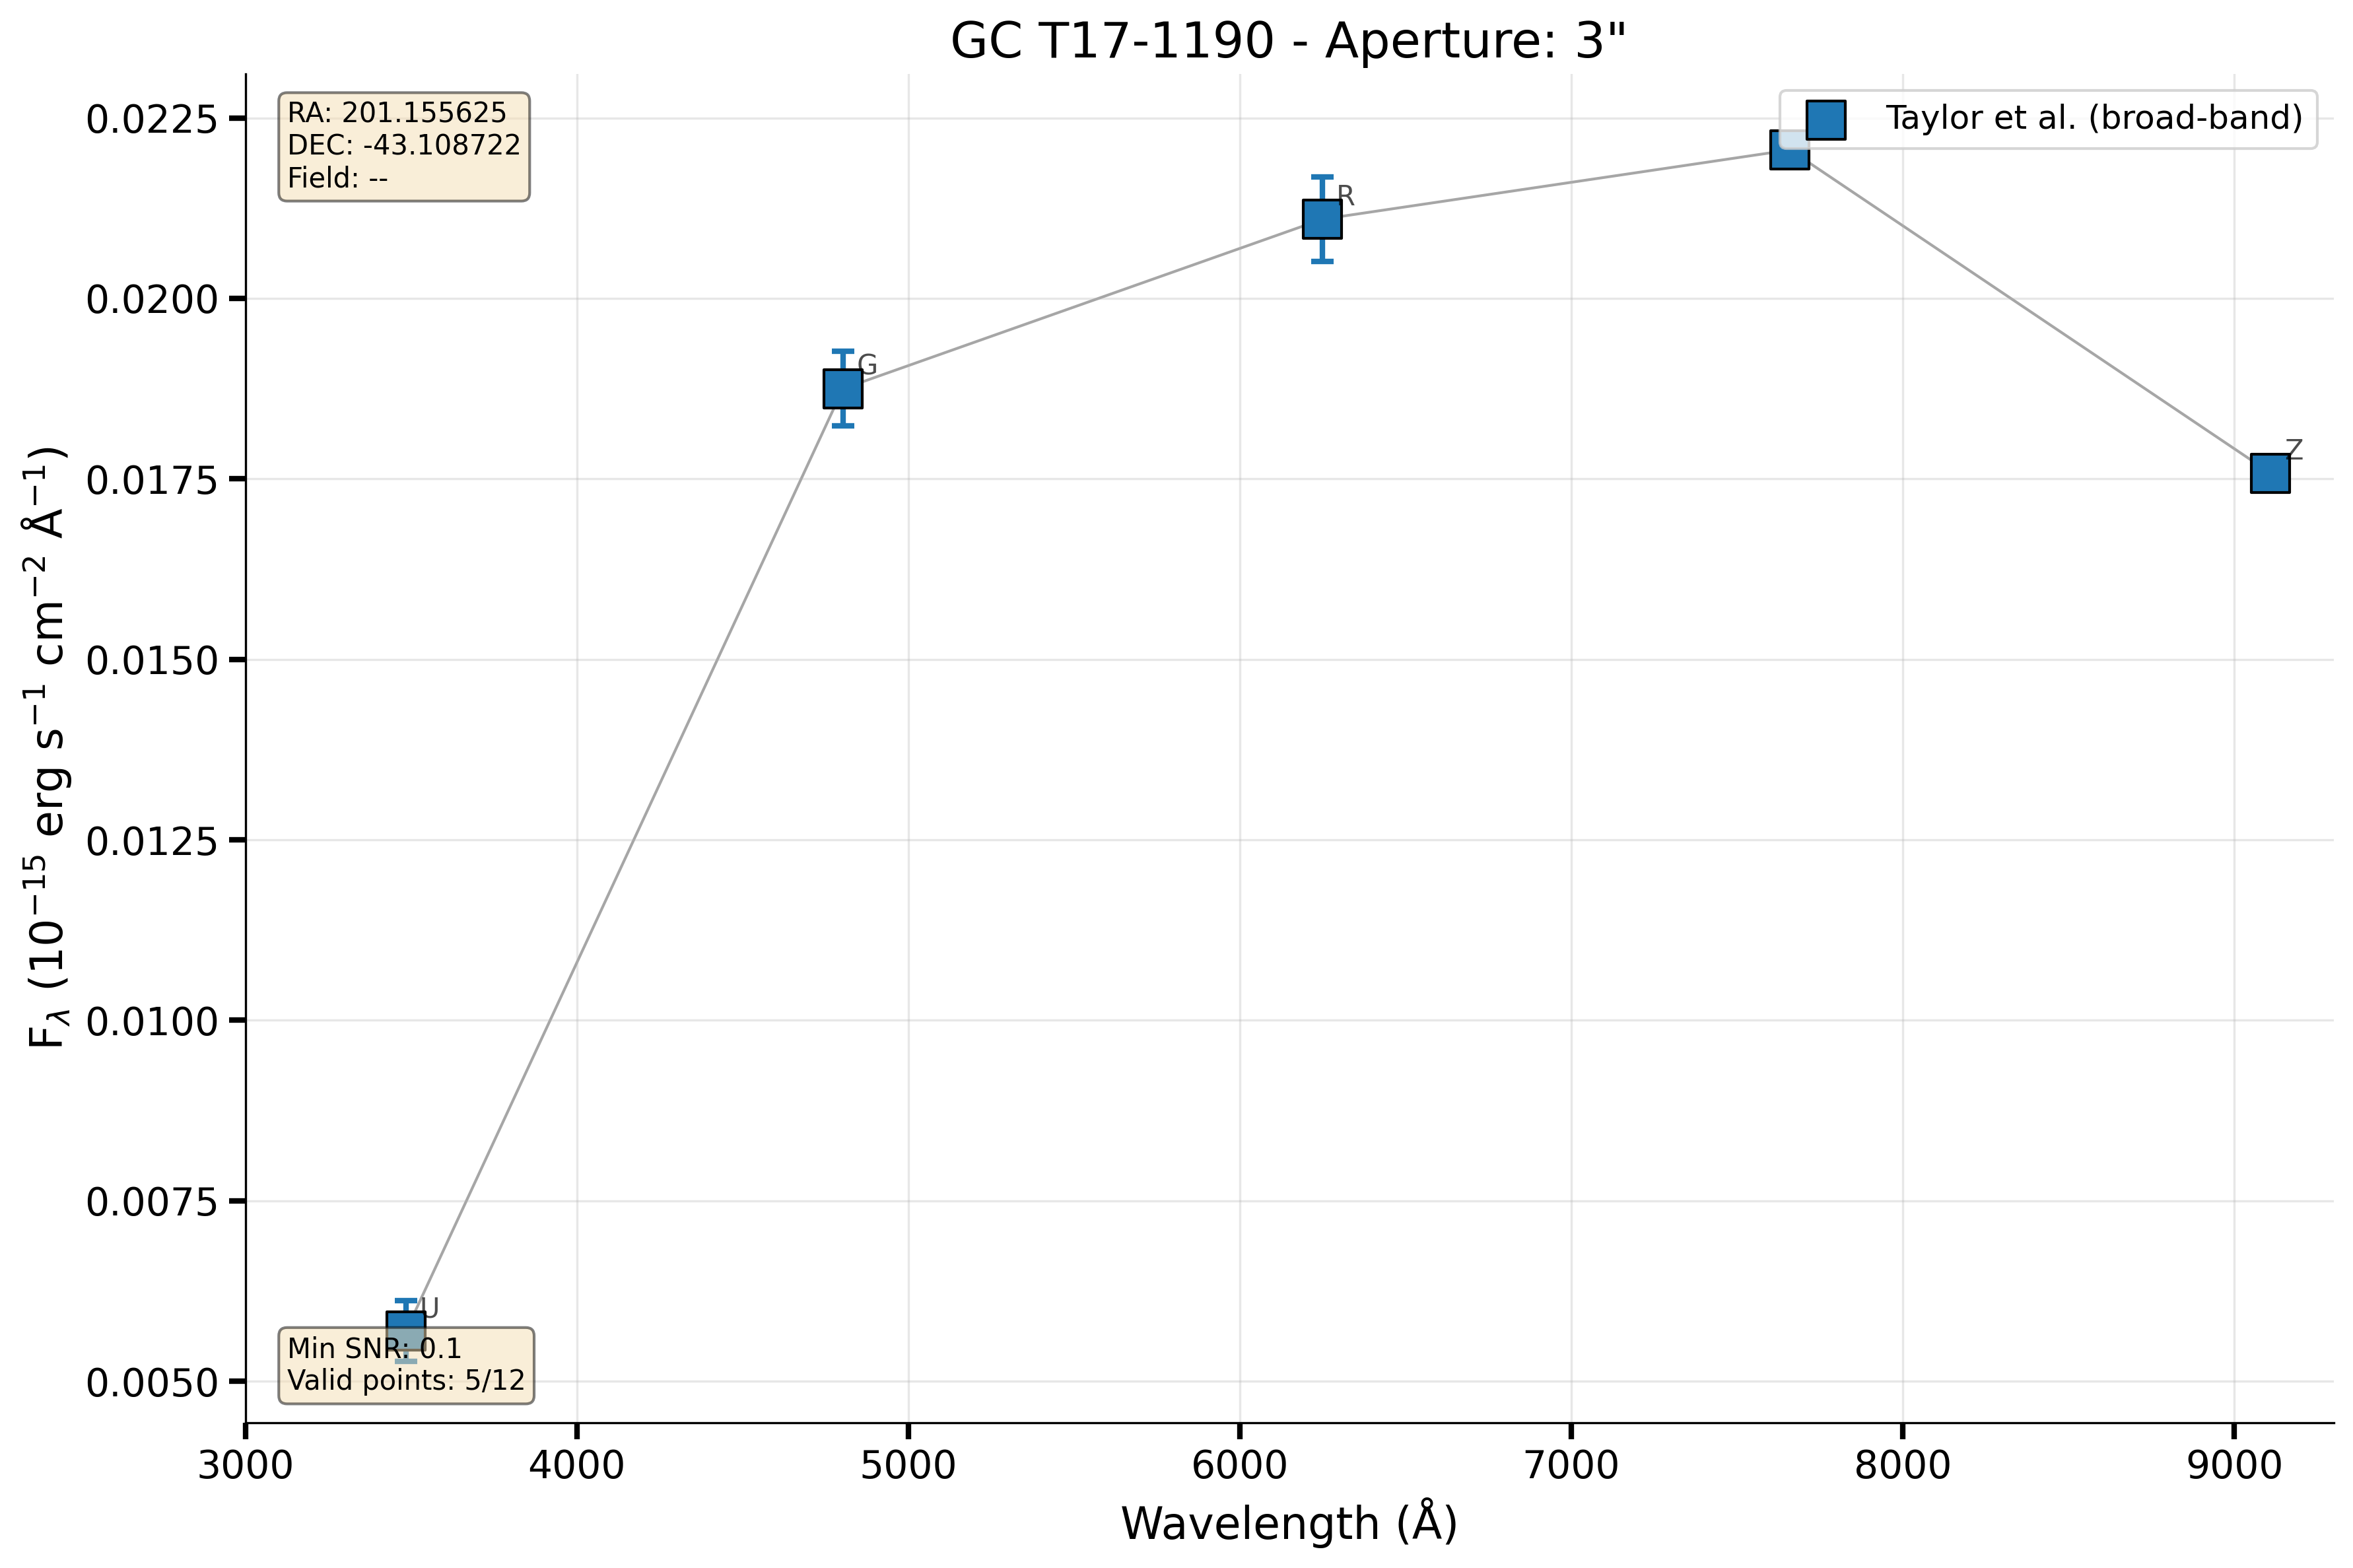 GC T17-1190 - Aperture: 3"
RA: 201.155625
DEC: -43.108722
Field: --
Taylor et al. (broad-band)
F_λ (10⁻¹⁵ erg s⁻¹ cm⁻² Å⁻¹)
0.0225
0.0200
0.0175
0.0150
0.0125
0.0100
0.0075
0.0050
R
G
Z
U
Min SNR: 0.1
Valid points: 5/12
3000 4000 5000 6000 7000 8000 9000
Wavelength (Å)